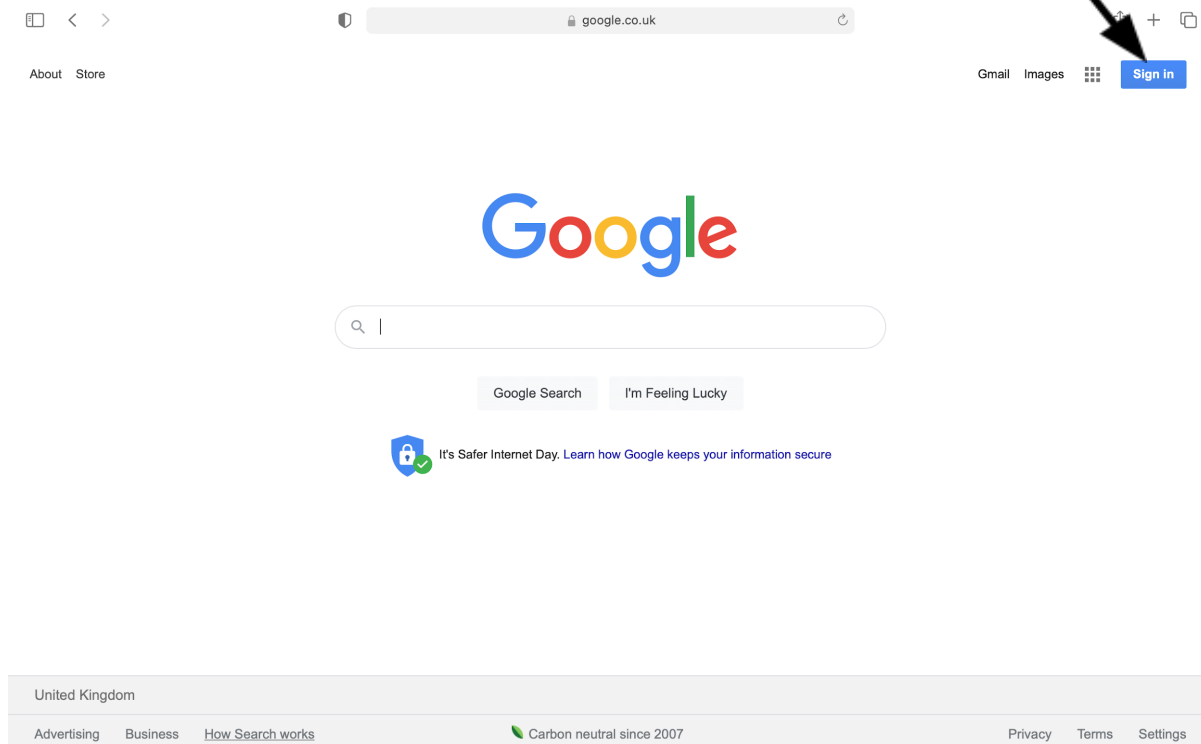 google.co.uk
About Store Gmail Images Sign in
Google
Google Search I'm Feeling Lucky
It's Safer Internet Day. Learn how Google keeps your information secure
United Kingdom
Advertising Business How Search works Carbon neutral since 2007 Privacy Terms Settings